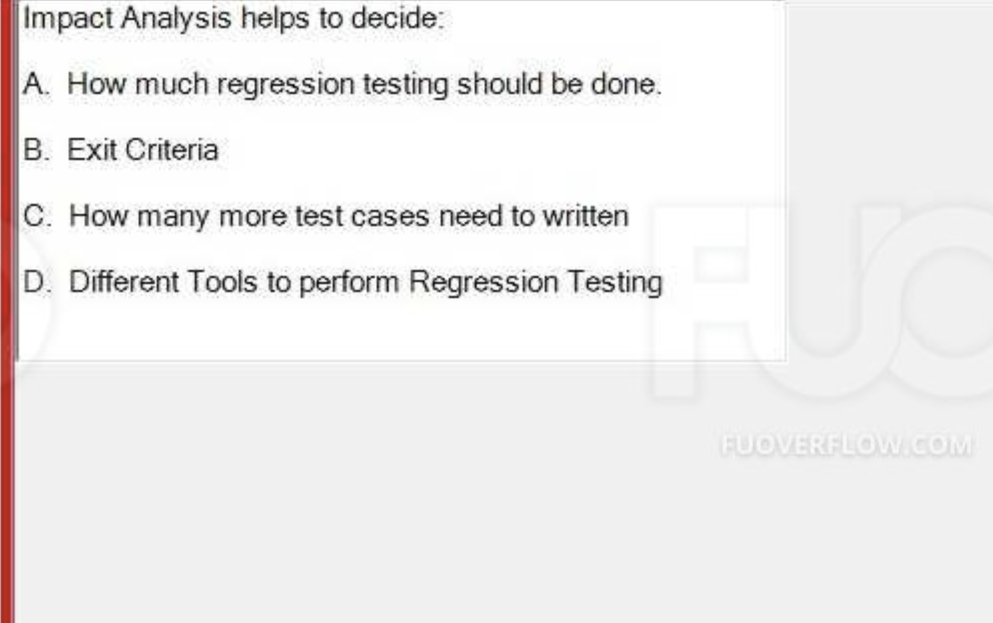 Impact Analysis helps to decide:
A. How much regression testing should be done.
B. Exit Criteria
C. How many more test cases need to written
D. Different Tools to perform Regression Testing
FUO
FUOVERFLOW.COM